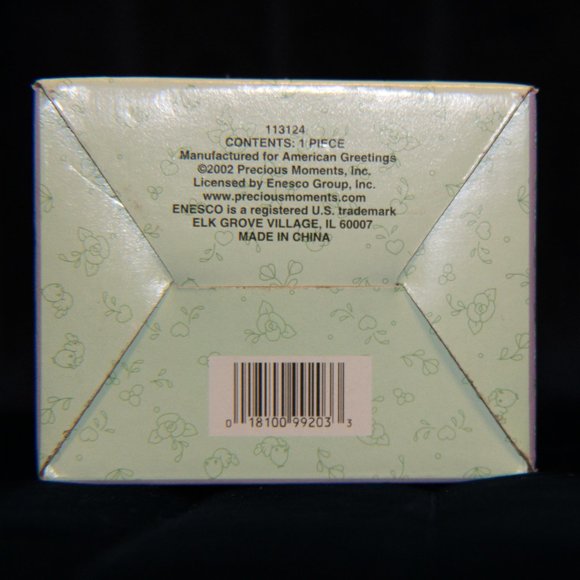 113124
CONTENTS: 1 PIECE
Manufactured for American Greetings
©2002 Precious Moments, Inc.
Licensed by Enesco Group, Inc.
www.preciousmoments.com
ENESCO is a registered U.S. trademark
ELK GROVE VILLAGE, IL 60007
MADE IN CHINA
0 18100 99203 3